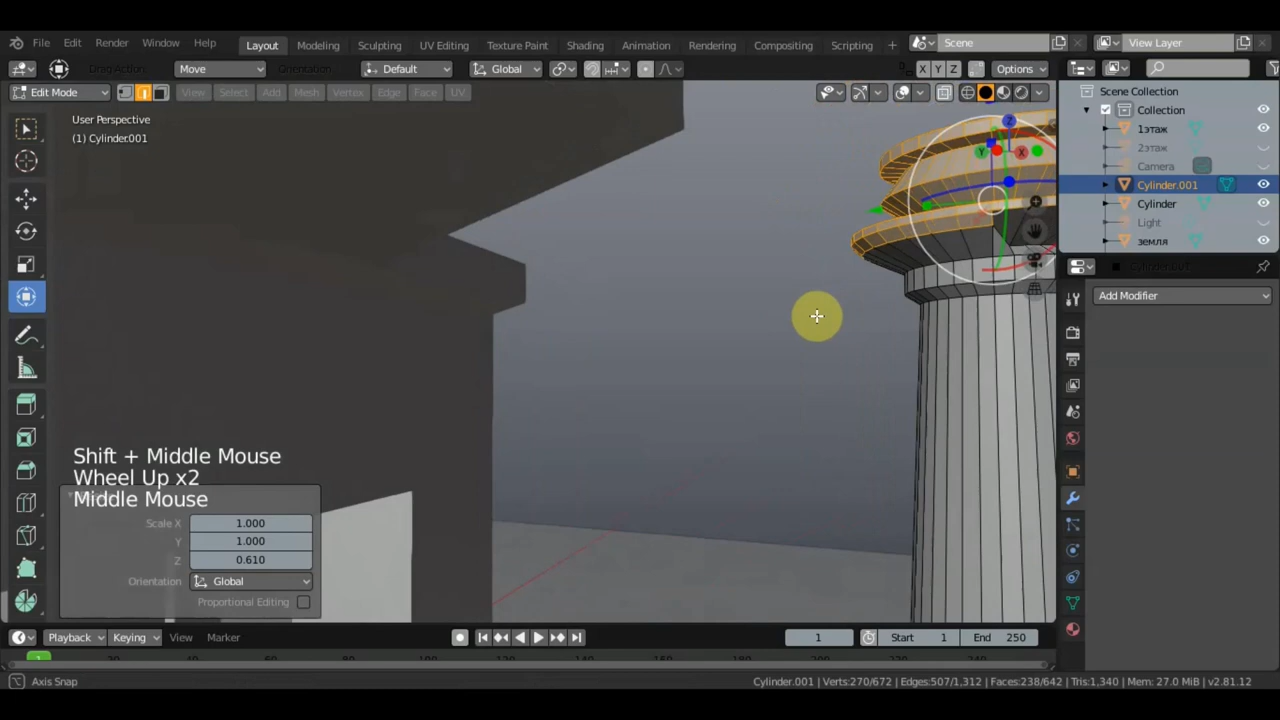 File Edit Render Window Help Layout Modeling Sculpting UV Editing Texture Paint Shading Animation Rendering Compositing Scripting + Scene View Layer
Drag Action Move Orientation Default Global X Y Z Options
Edit Mode View Select Add Mesh Vertex Edge Face UV
User Perspective
(1) Cylinder.001
Scene Collection
Collection
1этаж
2этаж
Camera
Cylinder.001
Cylinder
Light
земля
Add Modifier
Z
Y X
Shift + Middle Mouse
Wheel Up x2
Middle Mouse
Scale X 1.000
Y 1.000
Z 0.610
Orientation Global
Proportional Editing
Playback Keying View Marker 1 Start 1 End 250
1
Axis Snap Cylinder.001 | Verts:270/672 | Edges:507/1,312 | Faces:238/642 | Tris:1,340 | Mem: 27.0 MiB | v2.81.12